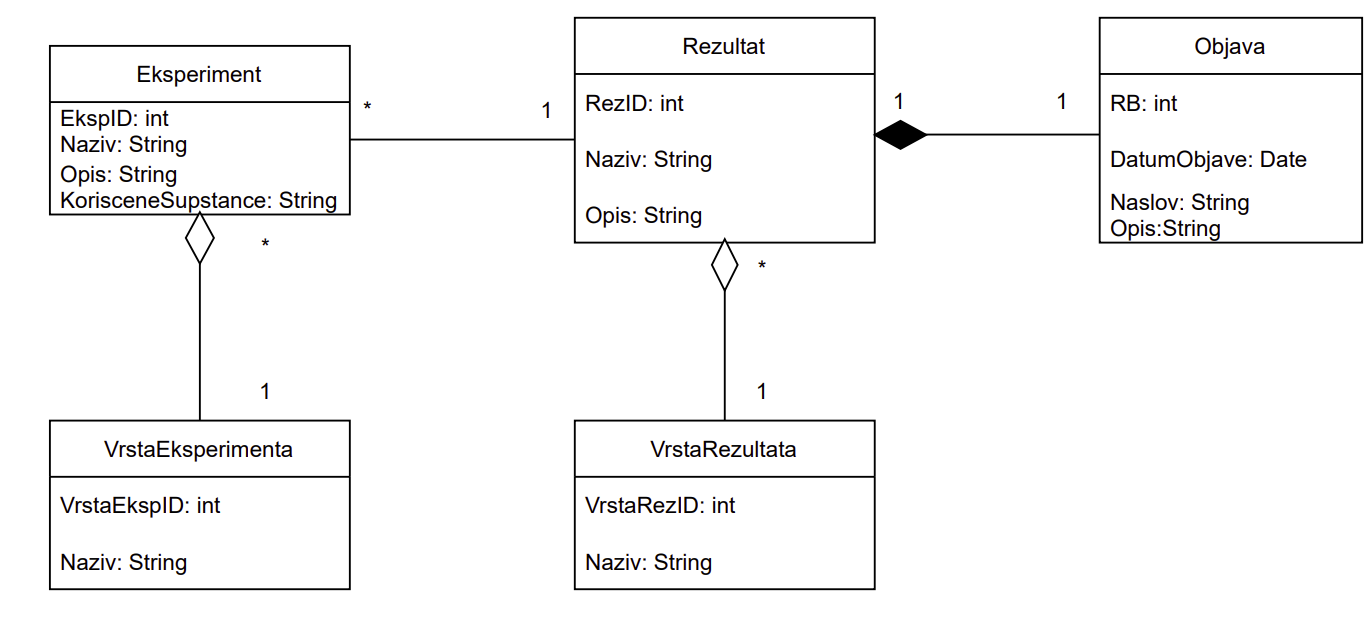 Eksperiment
EkspID: int
Naziv: String
Opis: String
KorisceneSupstance: String
*
1
Rezultat
RezID: int
Naziv: String
Opis: String
1
1
Objava
RB: int
DatumObjave: Date
Naslov: String
Opis:String
*
1
*
1
VrstaEksperimenta
VrstaEkspID: int
Naziv: String
VrstaRezultata
VrstaRezID: int
Naziv: String